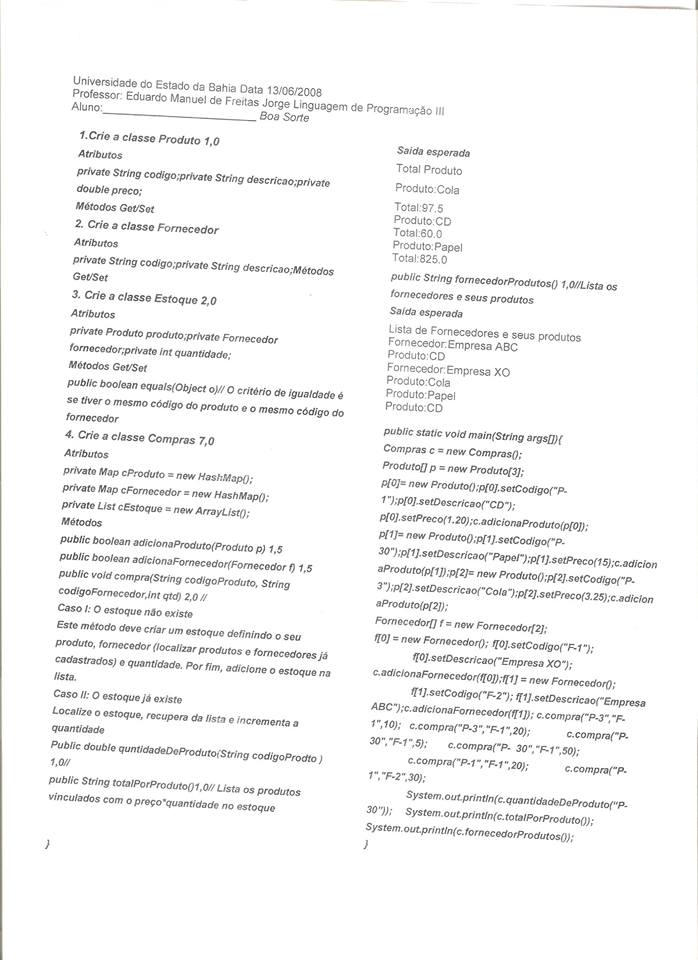 Universidade do Estado da Bahia Data 13/06/2008
Professor: Eduardo Manuel de Freitas Jorge Linguagem de Programação III
Aluno:__________________________ Boa Sorte
1.Crie a classe Produto 1,0
Atributos
private String codigo;private String descricao;private
double preco;
Métodos Get/Set
2. Crie a classe Fornecedor
Atributos
private String codigo;private String descricao;Métodos
Get/Set
3. Crie a classe Estoque 2,0
Atributos
private Produto produto;private Fornecedor
fornecedor;private int quantidade;
Métodos Get/Set
public boolean equals(Object o)// O critério de igualdade é
se tiver o mesmo código do produto e o mesmo código do
fornecedor
4. Crie a classe Compras 7,0
Atributos
private Map cProduto = new HashMap();
private Map cFornecedor = new HashMap();
private List cEstoque = new ArrayList();
Métodos
public boolean adicionaProduto(Produto p) 1,5
public boolean adicionaFornecedor(Fornecedor f) 1,5
public void compra(String codigoProduto, String
codigoFornecedor,int qtd) 2,0 //
Caso I: O estoque não existe
Este método deve criar um estoque definindo o seu
produto, fornecedor (localizar produtos e fornecedores já
cadastrados) e quantidade. Por fim, adicione o estoque na
lista.
Caso II: O estoque já existe
Localize o estoque, recupera da lista e incrementa a
quantidade
Public double quntidadeDeProduto(String codigoProdto )
1,0//
public String totalPorProduto()1,0// Lista os produtos
vinculados com o preço*quantidade no estoque
}
Saída esperada
Total Produto
Produto:Cola
Total:97.5
Produto:CD
Total:60.0
Produto:Papel
Total:825.0
public String fornecedorProdutos() 1,0//Lista os
fornecedores e seus produtos
Saída esperada
Lista de Fornecedores e seus produtos
Fornecedor:Empresa ABC
Produto:CD
Fornecedor:Empresa XO
Produto:Cola
Produto:Papel
Produto:CD
public static void main(String args[]){
Compras c = new Compras();
Produto[] p = new Produto[3];
p[0]= new Produto();p[0].setCodigo("P-
1");p[0].setDescricao("CD");
p[0].setPreco(1.20);c.adicionaProduto(p[0]);
p[1]= new Produto();p[1].setCodigo("P-
30");p[1].setDescricao("Papel");p[1].setPreco(15);c.adicion
aProduto(p[1]);p[2]= new Produto();p[2].setCodigo("P-
3");p[2].setDescricao("Cola");p[2].setPreco(3.25);c.adicion
aProduto(p[2]);
Fornecedor[] f = new Fornecedor[2];
f[0] = new Fornecedor(); f[0].setCodigo("F-1");
f[0].setDescricao("Empresa XO");
c.adicionaFornecedor(f[0]);f[1] = new Fornecedor();
f[1].setCodigo("F-2"); f[1].setDescricao("Empresa
ABC");c.adicionaFornecedor(f[1]); c.compra("P-3","F-
1",10); c.compra("P-3","F-1",20); c.compra("P-
30","F-1",5); c.compra("P- 30","F-1",50);
c.compra("P-1","F-1",20); c.compra("P-
1","F-2",30);
System.out.println(c.quantidadeDeProduto("P-
30")); System.out.println(c.totalPorProduto());
System.out.println(c.fornecedorProdutos());
}